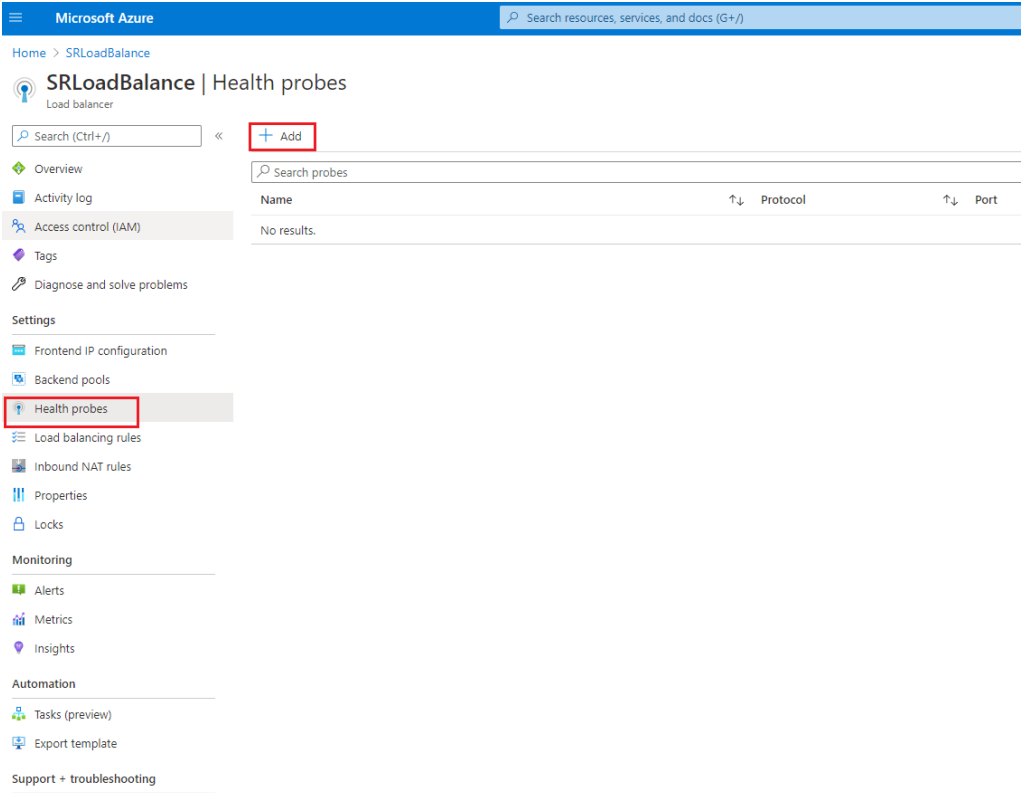 Microsoft Azure
Search resources, services, and docs (G+/)
Home > SRLoadBalance
SRLoadBalance | Health probes
Load balancer
Search (Ctrl+/)
«
Add
Overview
Activity log
Access control (IAM)
Tags
Diagnose and solve problems
Settings
Frontend IP configuration
Backend pools
Health probes
Load balancing rules
Inbound NAT rules
Properties
Locks
Monitoring
Alerts
Metrics
Insights
Automation
Tasks (preview)
Export template
Support + troubleshooting
Search probes
Name Protocol Port
No results.